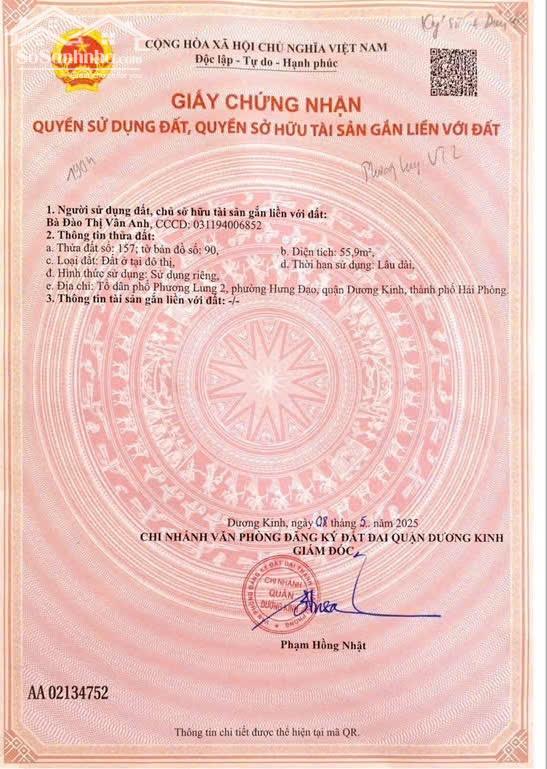 SoSanhnha.com
CỘNG HÒA XÃ HỘI CHỦ NGHĨA VIỆT NAM
Độc lập - Tự do - Hạnh phúc
GIẤY CHỨNG NHẬN
QUYỀN SỬ DỤNG ĐẤT, QUYỀN SỞ HỮU TÀI SẢN GẮN LIỀN VỚI ĐẤT
1. Người sử dụng đất, chủ sở hữu tài sản gắn liền với đất:
Bà Đào Thị Vân Anh, CCCD: 031194006852
2. Thông tin thửa đất:
a. Thửa đất số: 157; tờ bản đồ số: 90, b. Diện tích: 55,9m²,
c. Loại đất: Đất ở tại đô thị, d. Thời hạn sử dụng: Lâu dài,
đ. Hình thức sử dụng: Sử dụng riêng,
e. Địa chỉ: Tổ dân phố Phương Lung 2, phường Hưng Đạo, quận Dương Kinh, thành phố Hải Phòng.
3. Thông tin tài sản gắn liền với đất: -/-
Dương Kinh, ngày 08 tháng 5 năm 2025
CHI NHÁNH VĂN PHÒNG ĐĂNG KÝ ĐẤT ĐAI QUẬN DƯƠNG KINH
GIÁM ĐỐC
CHI NHÁNH
QUẬN
DƯƠNG KINH
Phạm Hồng Nhật
AA 02134752
Thông tin chi tiết được thể hiện tại mã QR.